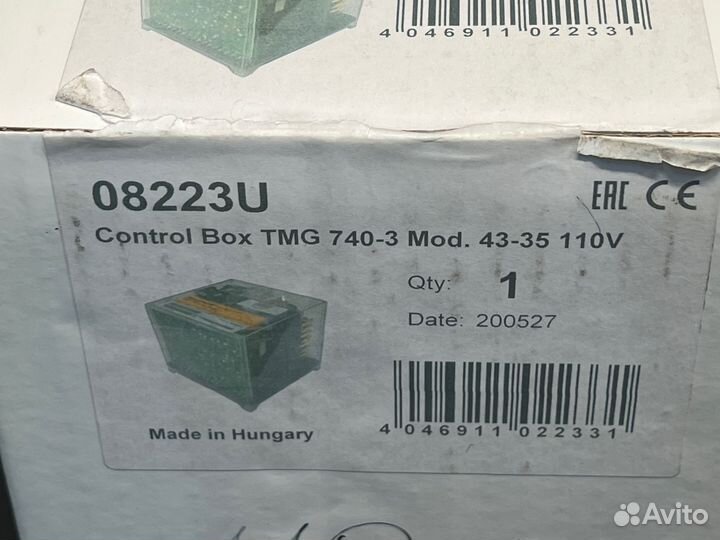 4 046911 022331
08223U
EAC CE
Control Box TMG 740-3 Mod. 43-35 110V
Qty: 1
Date: 200527
4 046911 022331
Made in Hungary
Avito